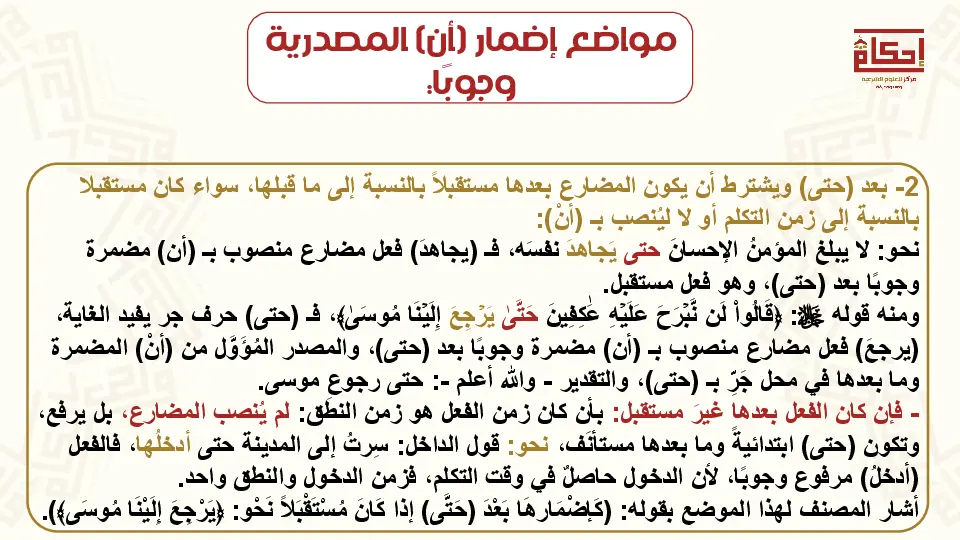 مواضع إضمار (أن) المصدرية
وجوبًا:
إحكام
مركز العلوم الشرعية
2- بعد (حتى) ويشترط أن يكون المضارع بعدها مستقبلاً بالنسبة إلى ما قبلها، سواء كان مستقبلا
بالنسبة إلى زمن التكلم أو لا ليُنصب بـ (أنْ):
نحو: لا يبلغُ المؤمنُ الإحسانَ حتى يَجاهدَ نفسَه، فـ (يجاهدَ) فعل مضارع منصوب بـ (أن) مضمرة
وجوبًا بعد (حتى)، وهو فعل مستقبل.
ومنه قوله ﷻ: ﴿قَالُواْ لَن نَّبْرَحَ عَلَيْهِ عَٰكِفِينَ حَتَّىٰ يَرْجِعَ إِلَيْنَا مُوسَىٰ﴾، فـ (حتى) حرف جر يفيد الغاية،
(يرجعَ) فعل مضارع منصوب بـ (أن) مضمرة وجوبًا بعد (حتى)، والمصدر المُؤَوَّل من (أنْ) المضمرة
وما بعدها في محل جَرِّ بـ (حتى)، والتقدير - والله أعلم -: حتى رجوعِ موسى.
- فإن كان الفعل بعدها غيرَ مستقبل: بأن كان زمن الفعل هو زمن النطق: لم يُنصب المضارع، بل يرفع،
وتكون (حتى) ابتدائيةً وما بعدها مستأنَف، نحو: قول الداخل: سِرتُ إلى المدينة حتى أدخلُها، فالفعل
(أدخلُ) مرفوع وجوبًا، لأن الدخول حاصلٌ في وقت التكلم، فزمن الدخول والنطق واحد.
أشار المصنف لهذا الموضع بقوله: (كَإِضْمَارِهَا بَعْدَ (حَتَّى) إذا كَانَ مُسْتَقْبَلاً نَحْو: ﴿يَرْجِعَ إِلَيْنَا مُوسَى﴾).